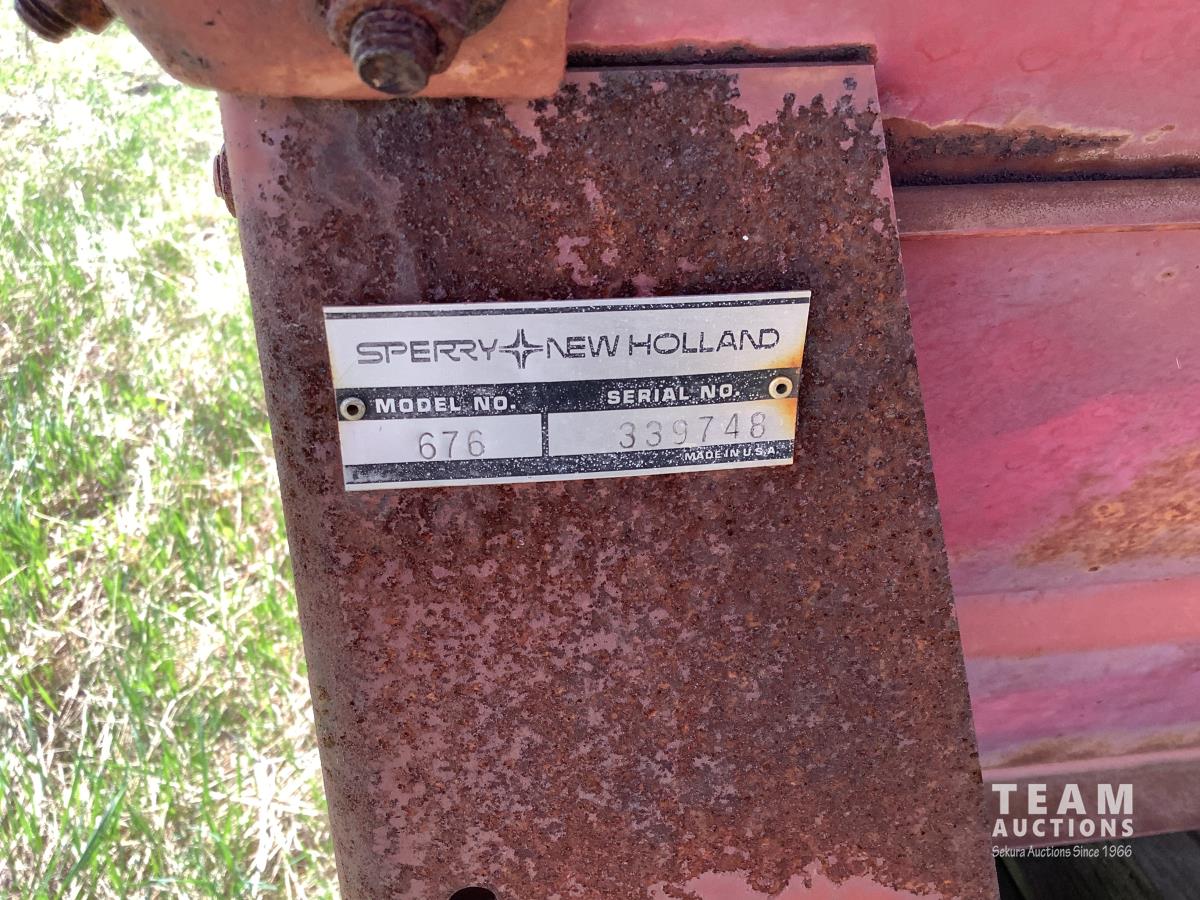 SPERRY NEW HOLLAND
MODEL NO. SERIAL NO.
676 339748
MADE IN U.S.A.
TEAM
AUCTIONS
Sekura Auctions Since 1966